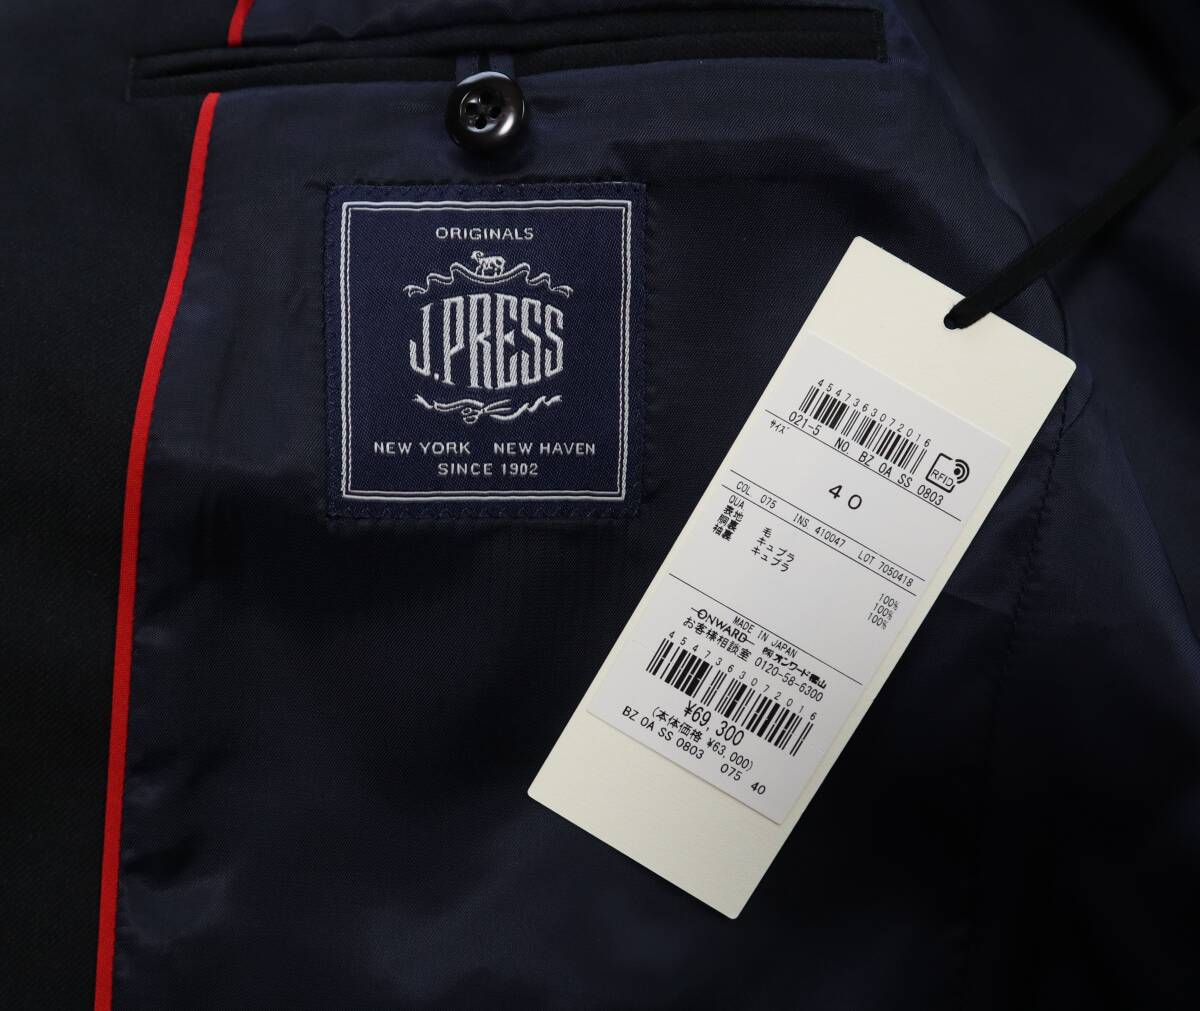 ORIGINALS
J.PRESS
NEW YORK NEW HAVEN
SINCE 1902
4547363072016
021-5 NO BZ OA SS 0803
RFID
サイズ
40
COL 075 INS 410047 LOT 7050418
QUA
表地 毛 100%
胴裏 キュプラ 100%
袖裏 キュプラ 100%
MADE IN JAPAN
ONWARD ㈱オンワード樫山
お客様相談室 0120-58-6300
4547363072016
¥69,300
(本体価格 ¥63,000)
BZ OA SS 0803 075 40